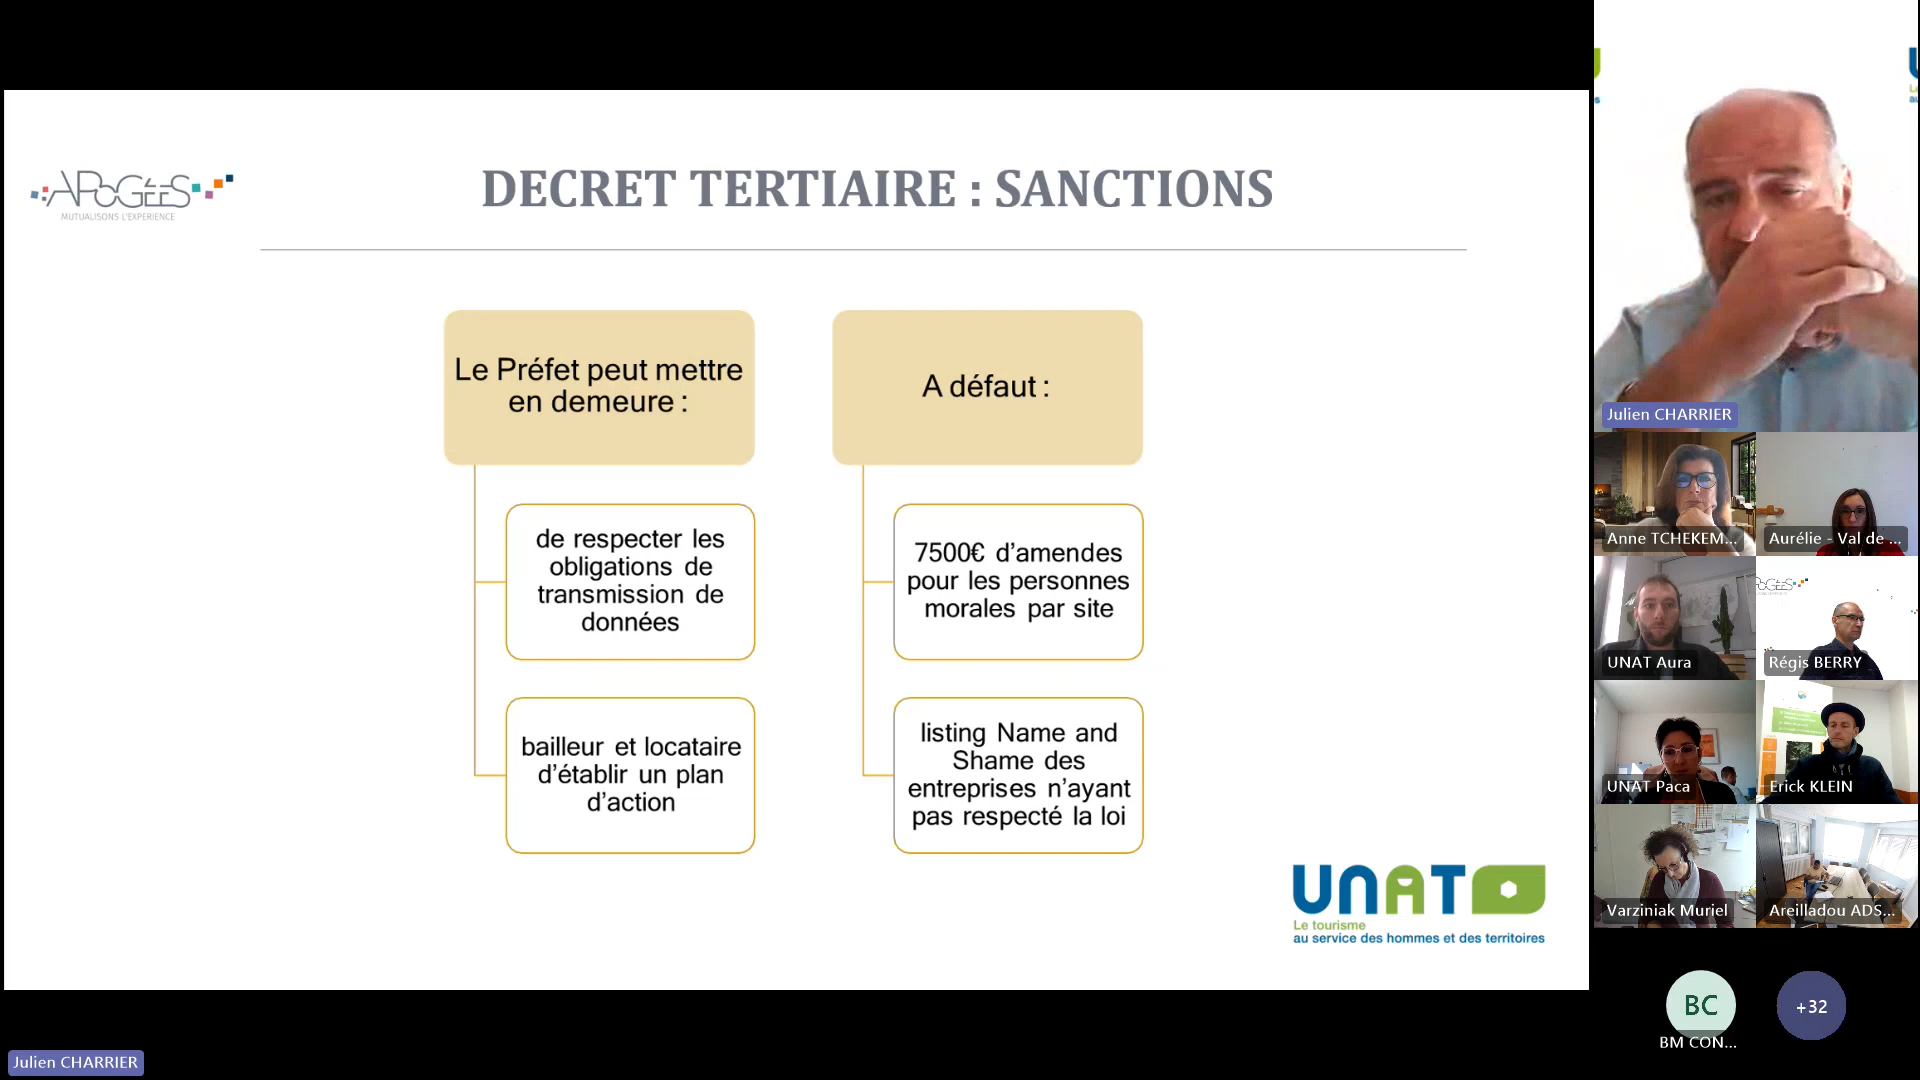 APOGÉES
MUTUALISONS L'EXPERIENCE
DECRET TERTIAIRE : SANCTIONS
Le Préfet peut mettre
en demeure :
de respecter les
obligations de
transmission de
données
bailleur et locataire
d'établir un plan
d'action
A défaut :
7500€ d'amendes
pour les personnes
morales par site
listing Name and
Shame des
entreprises n'ayant
pas respecté la loi
UNAT
Le tourisme
au service des hommes et des territoires
Julien CHARRIER
Julien CHARRIER
Anne TCHEKEM...
Aurélie - Val de ...
UNAT Aura
Régis BERRY
UNAT Paca
Erick KLEIN
Varziniak Muriel
Areilladou ADS...
BC
BM CON...
+32